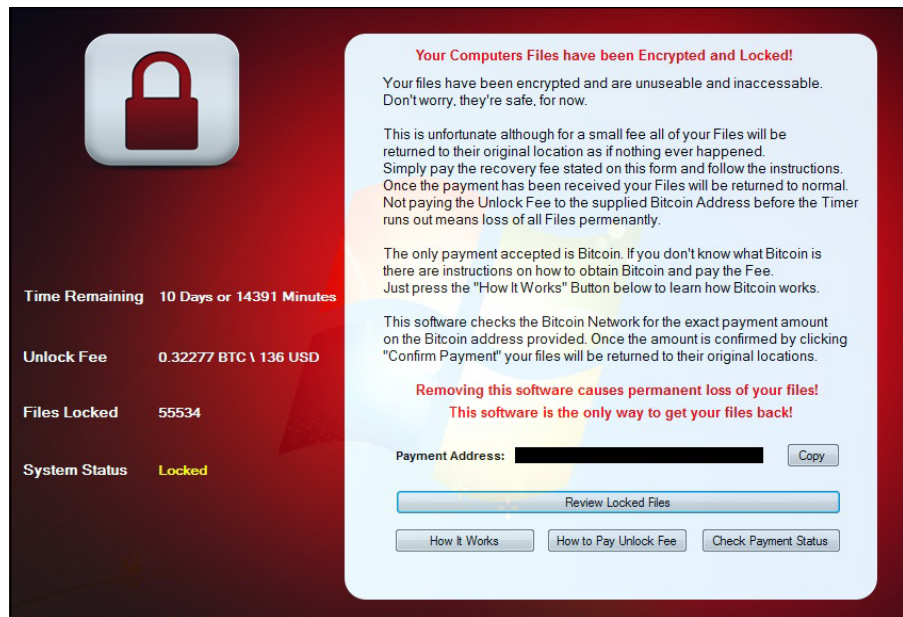 Your Computers Files have been Encrypted and Locked!
Your files have been encrypted and are unuseable and inaccessable.
Don't worry, they're safe, for now.
This is unfortunate although for a small fee all of your Files will be
returned to their original location as if nothing ever happened.
Simply pay the recovery fee stated on this form and follow the instructions.
Once the payment has been received your Files will be returned to normal.
Not paying the Unlock Fee to the supplied Bitcoin Address before the Timer
runs out means loss of all Files permenantly.
The only payment accepted is Bitcoin. If you don't know what Bitcoin is
there are instructions on how to obtain Bitcoin and pay the Fee.
Just press the "How It Works" Button below to learn how Bitcoin works.
This software checks the Bitcoin Network for the exact payment amount
on the Bitcoin address provided. Once the amount is confirmed by clicking
"Confirm Payment" your files will be returned to their original locations.
Removing this software causes permanent loss of your files!
This software is the only way to get your files back!
Time Remaining 10 Days or 14391 Minutes
Unlock Fee 0.32277 BTC \ 136 USD
Files Locked 55534
System Status Locked
Payment Address: Copy
Review Locked Files
How It Works How to Pay Unlock Fee Check Payment Status